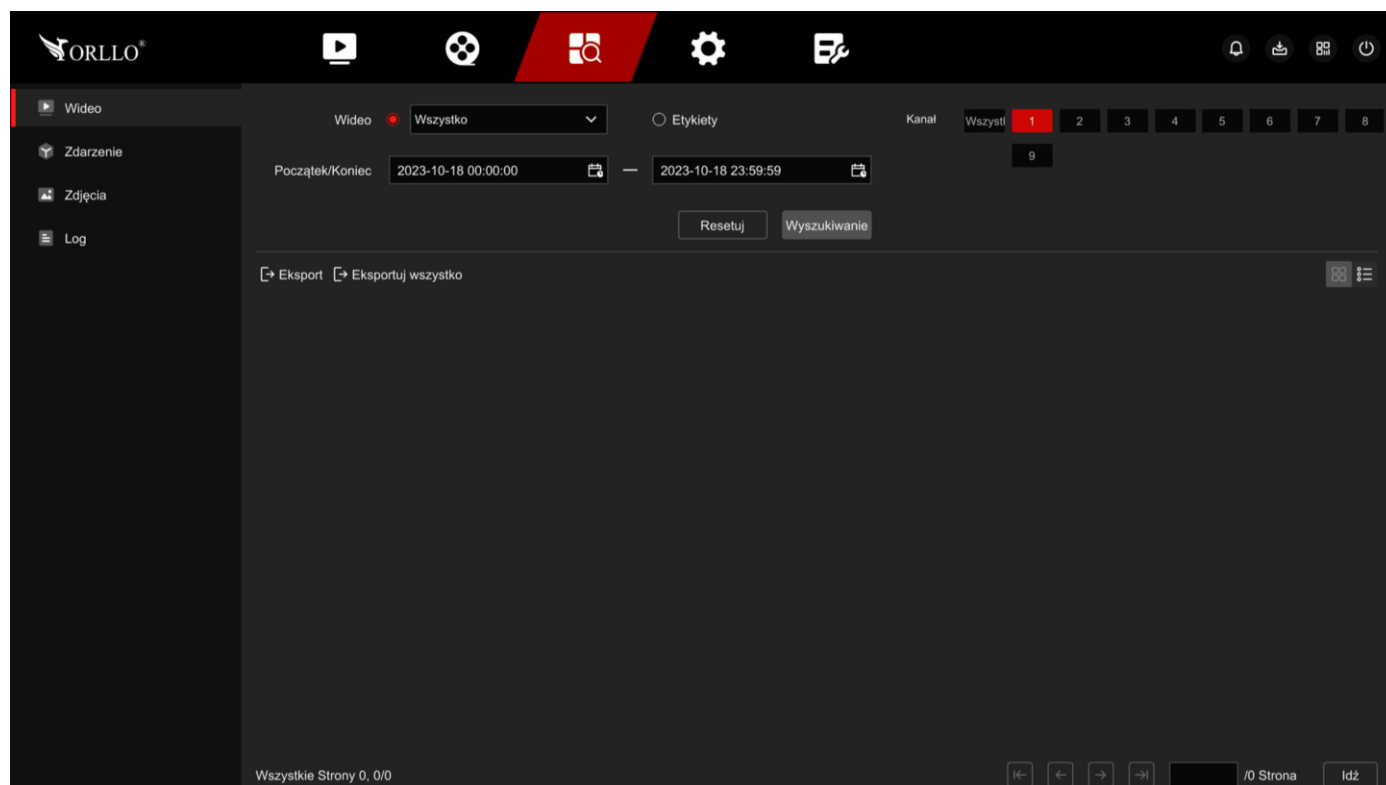 ORLLO®
Wideo
Zdarzenie
Zdjęcia
Log
Wideo Wszystko Etykiety Kanał Wszystl 1 2 3 4 5 6 7 8
9
Początek/Koniec 2023-10-18 00:00:00 — 2023-10-18 23:59:59
Resetuj Wyszukiwanie
Eksport Eksportuj wszystko
Wszystkie Strony 0, 0/0 /0 Strona Idź